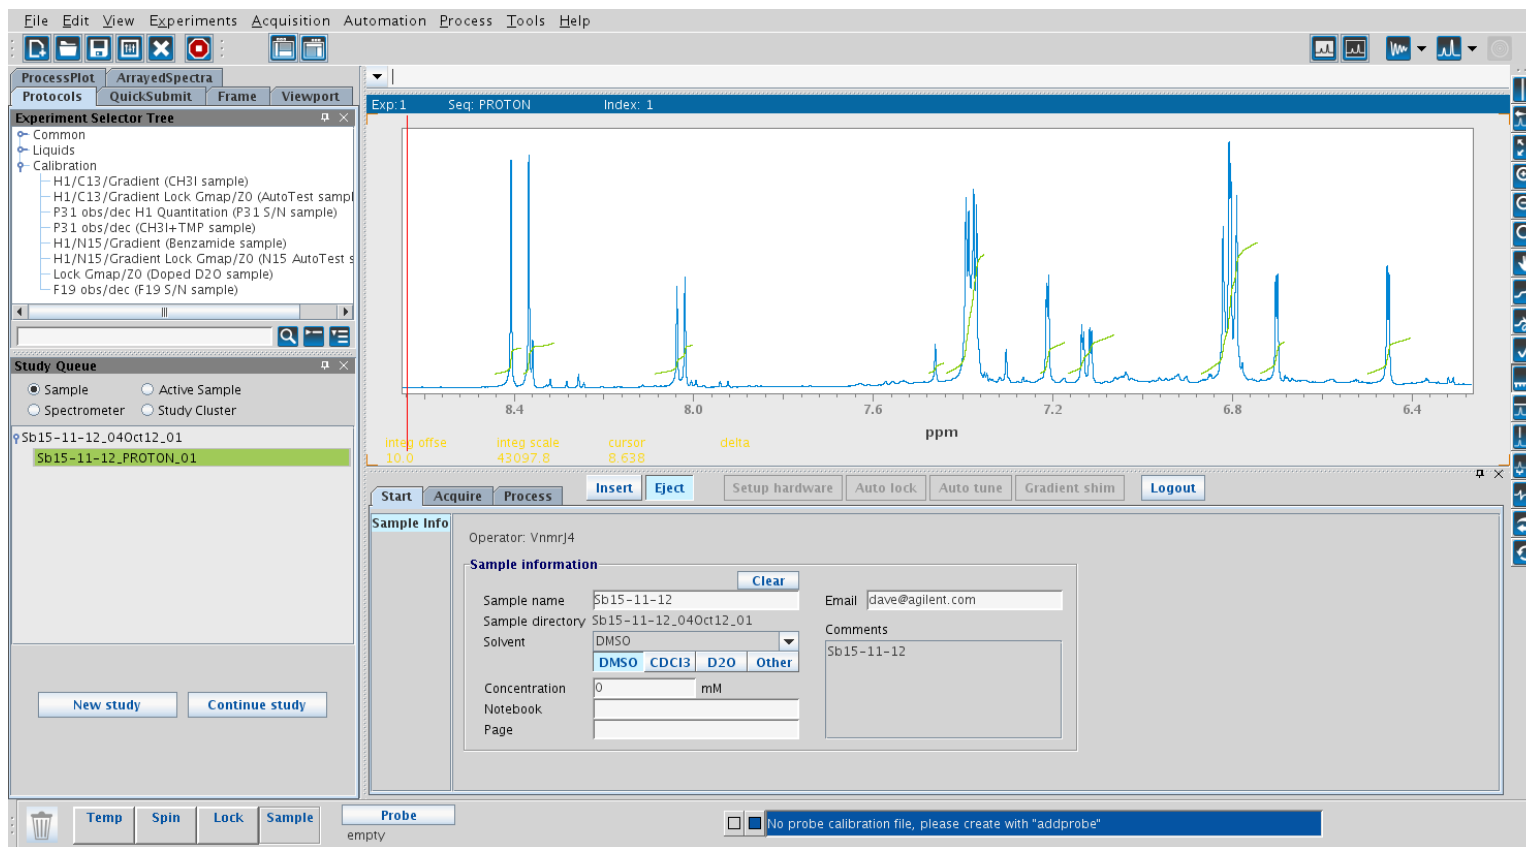 File Edit View Experiments Acquisition Automation Process Tools Help
ProcessPlot ArrayedSpectra
Protocols QuickSubmit Frame Viewport
Experiment Selector Tree
Common
Liquids
Calibration
H1/C13/Gradient (CH3I sample)
H1/C13/Gradient Lock Gmap/Z0 (AutoTest sampl
P31 obs/dec H1 Quantitation (P31 S/N sample)
P31 obs/dec (CH3I+TMP sample)
H1/N15/Gradient (Benzamide sample)
H1/N15/Gradient Lock Gmap/Z0 (N15 AutoTest s
Lock Gmap/Z0 (Doped D2O sample)
F19 obs/dec (F19 S/N sample)
Study Queue
Sample Active Sample
Spectrometer Study Cluster
Sb15-11-12_04Oct12_01
Sb15-11-12_PROTON_01
New study Continue study
Exp:1 Seq: PROTON Index: 1
8.4 8.0 7.6 7.2 6.8 6.4
ppm
integ offse integ scale cursor delta
10.0 43097.8 8.638
Start Acquire Process Insert Eject Setup hardware Auto lock Auto tune Gradient shim Logout
Sample Info
Operator: VnmrJ4
Sample information
Clear
Sample name Sb15-11-12 Email dave@agilent.com
Sample directory Sb15-11-12_04Oct12_01
Comments
Solvent DMSO
Sb15-11-12
DMSO CDCl3 D2O Other
Concentration 0 mM
Notebook
Page
Temp Spin Lock Sample Probe
empty
No probe calibration file, please create with "addprobe"